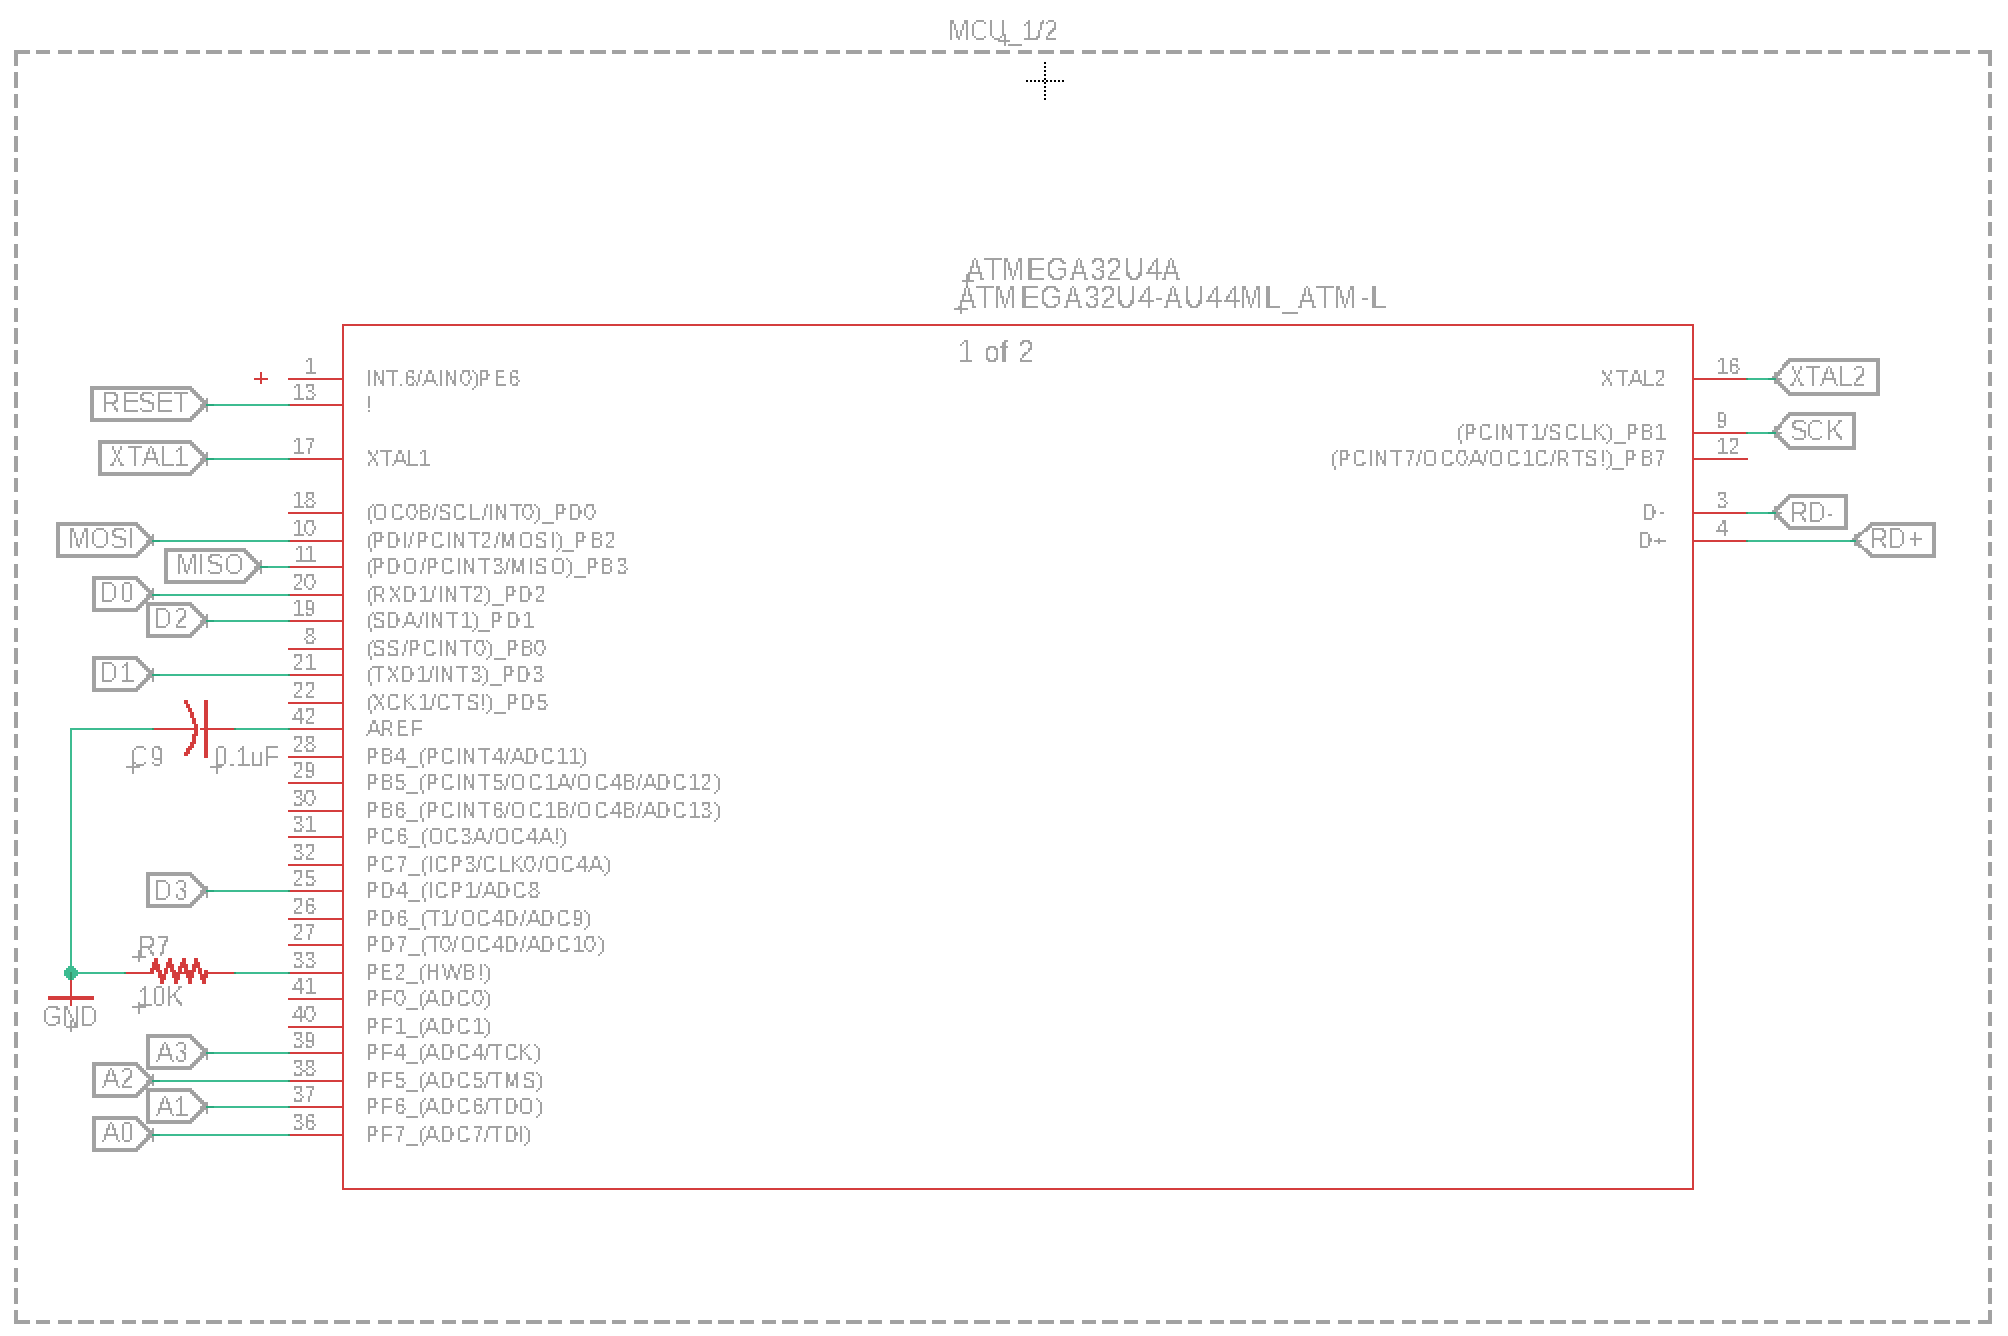 MCU_1/2
ATMEGA32U4A
ATMEGA32U4-AU44ML_ATM-L
1 of 2
1 INT.6/AIN0)PE6
RESET 13 !
XTAL1 17 XTAL1
18 (OC0B/SCL/INT0)_PD0
MOSI 10 (PDI/PCINT2/MOSI)_PB2
MISO 11 (PDO/PCINT3/MISO)_PB3
D0 20 (RXD1/INT2)_PD2
D2 19 (SDA/INT1)_PD1
8 (SS/PCINT0)_PB0
D1 21 (TXD1/INT3)_PD3
22 (XCK1/CTS!)_PD5
42 AREF
C9 0.1uF
28 PB4_(PCINT4/ADC11)
29 PB5_(PCINT5/OC1A/OC4B/ADC12)
30 PB6_(PCINT6/OC1B/OC4B/ADC13)
31 PC6_(OC3A/OC4A!)
32 PC7_(ICP3/CLK0/OC4A)
D3 25 PD4_(ICP1/ADC8
26 PD6_(T1/OC4D/ADC9)
27 PD7_(T0/OC4D/ADC10)
R7
33 PE2_(HWB!)
10K
GND
41 PF0_(ADC0)
40 PF1_(ADC1)
A3 39 PF4_(ADC4/TCK)
A2 38 PF5_(ADC5/TMS)
A1 37 PF6_(ADC6/TDO)
A0 36 PF7_(ADC7/TDI)
XTAL2 16 XTAL2
(PCINT1/SCLK)_PB1 9 SCK
(PCINT7/OC0A/OC1C/RTS!)_PB7 12
D- 3 RD-
D+ 4 RD+